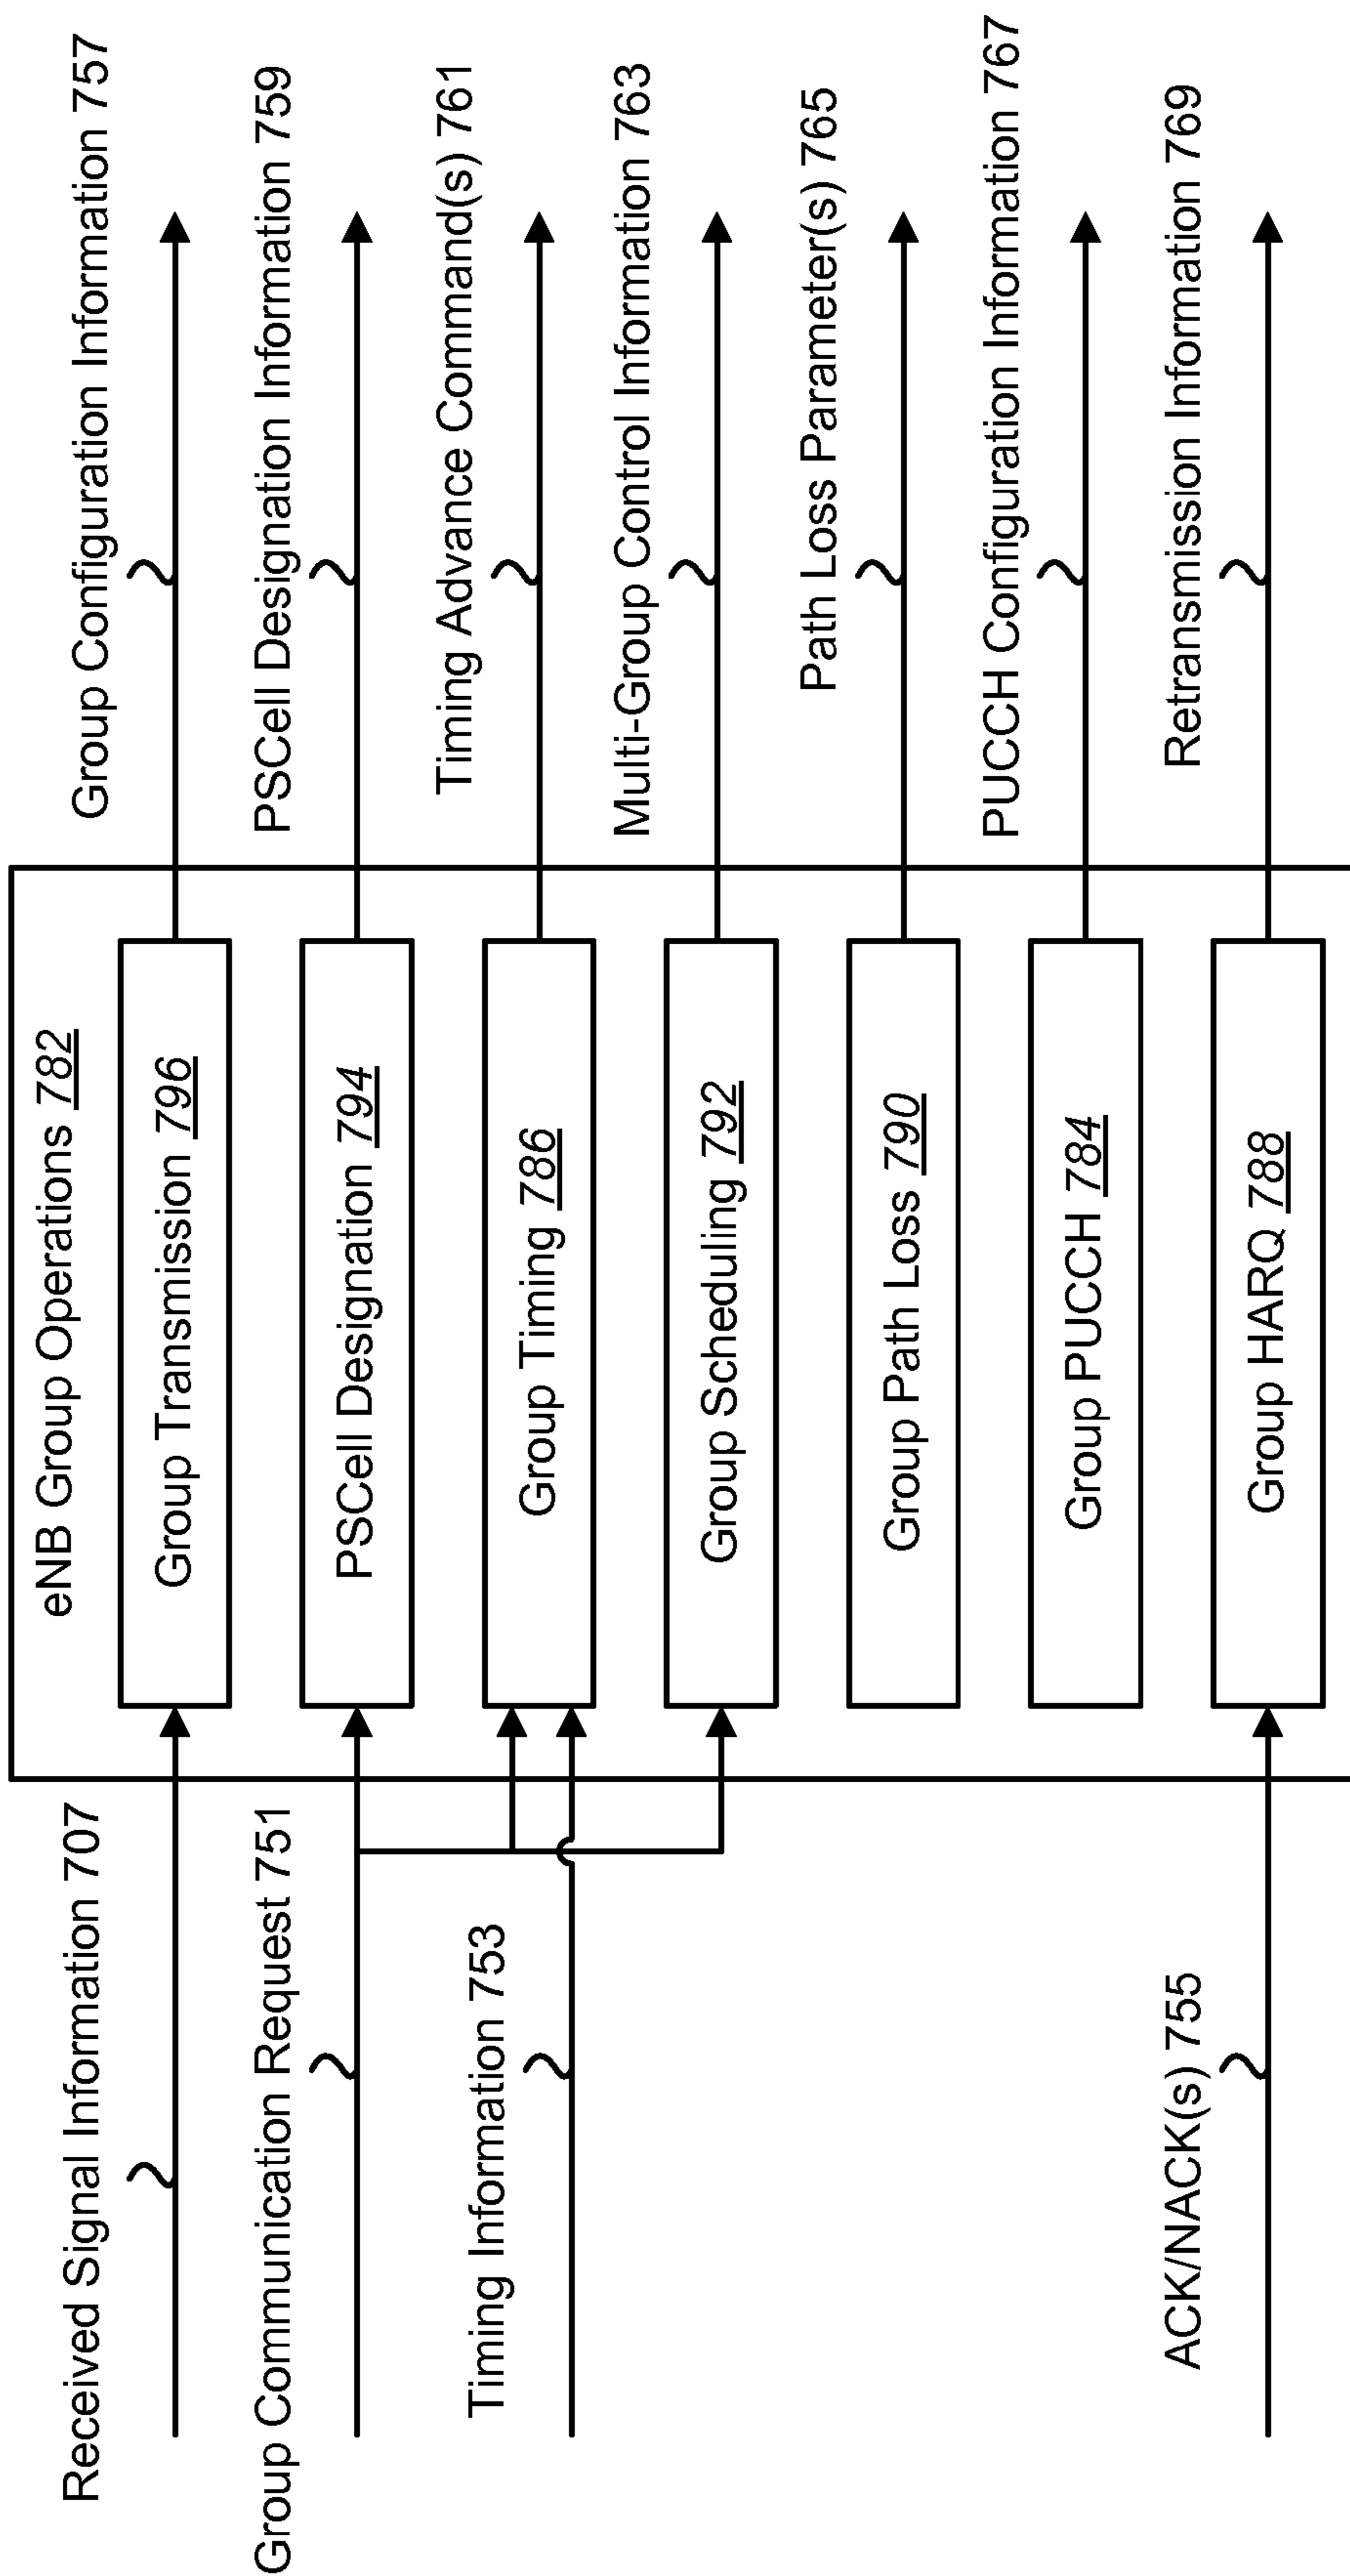 eNB Group Operations 782
Received Signal Information 707
Group Transmission 796
Group Configuration Information 757
Group Communication Request 751
PSCell Designation 794
PSCell Designation Information 759
Timing Information 753
Group Timing 786
Timing Advance Command(s) 761
Group Scheduling 792
Multi-Group Control Information 763
Group Path Loss 790
Path Loss Parameter(s) 765
Group PUCCH 784
PUCCH Configuration Information 767
ACK/NACK(s) 755
Group HARQ 788
Retransmission Information 769